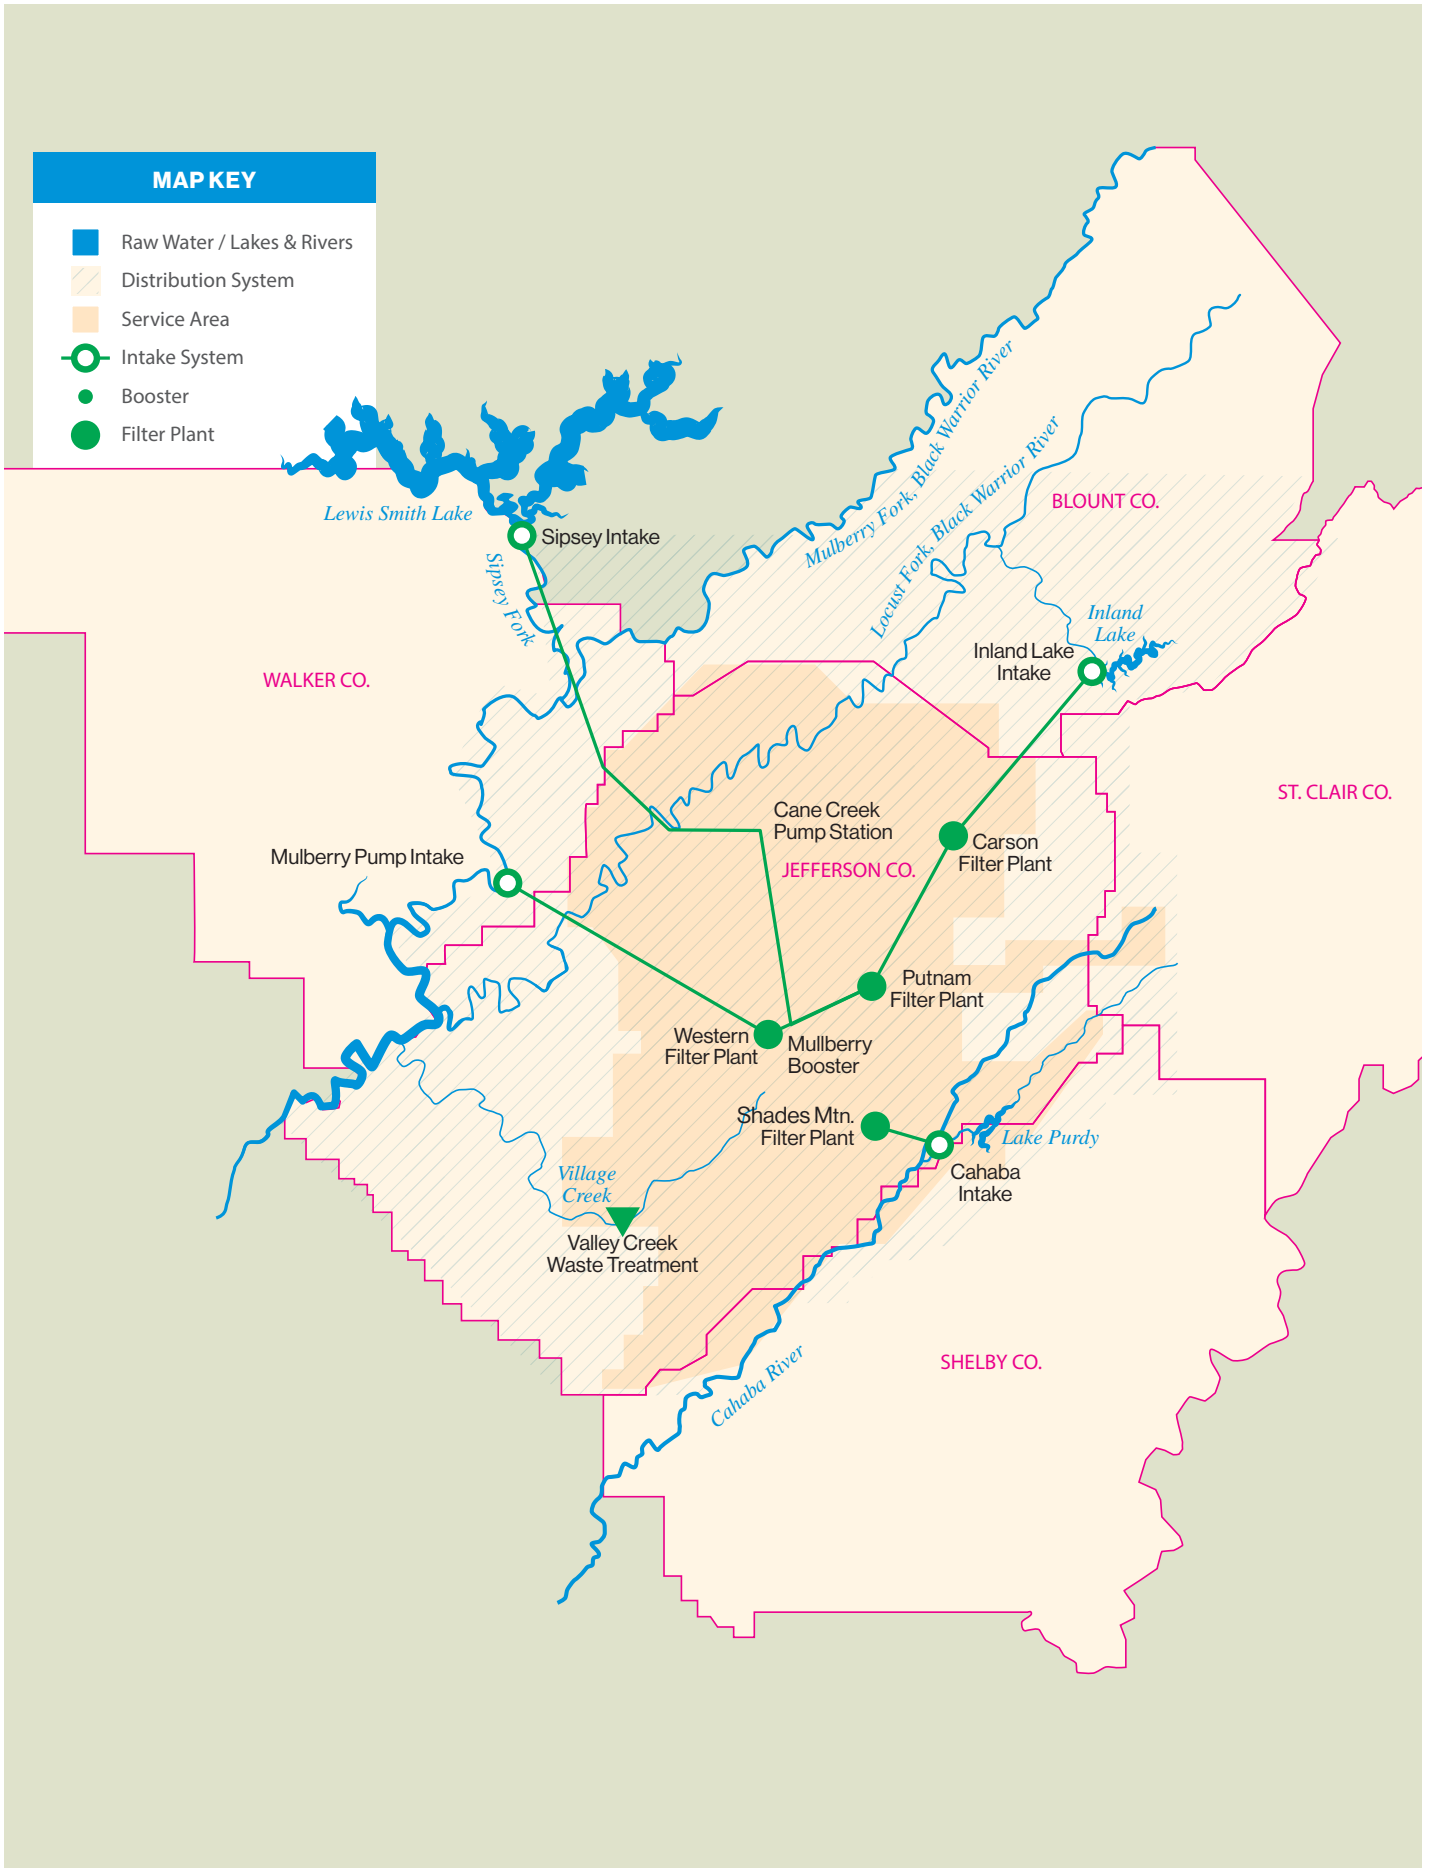 MAP KEY
Raw Water / Lakes & Rivers
Distribution System
Service Area
Intake System
Booster
Filter Plant
Lewis Smith Lake
Sipsey Intake
Sipsey Fork
Mulberry Fork, Black Warrior River
Locust Fork, Black Warrior River
BLOUNT CO.
Inland
Lake
Inland Lake
Intake
WALKER CO.
ST. CLAIR CO.
Cane Creek
Pump Station
JEFFERSON CO.
Carson
Filter Plant
Mulberry Pump Intake
Putnam
Filter Plant
Western
Filter Plant
Mullberry
Booster
Shades Mtn.
Filter Plant
Lake Purdy
Cahaba
Intake
Village
Creek
Valley Creek
Waste Treatment
Cahaba River
SHELBY CO.